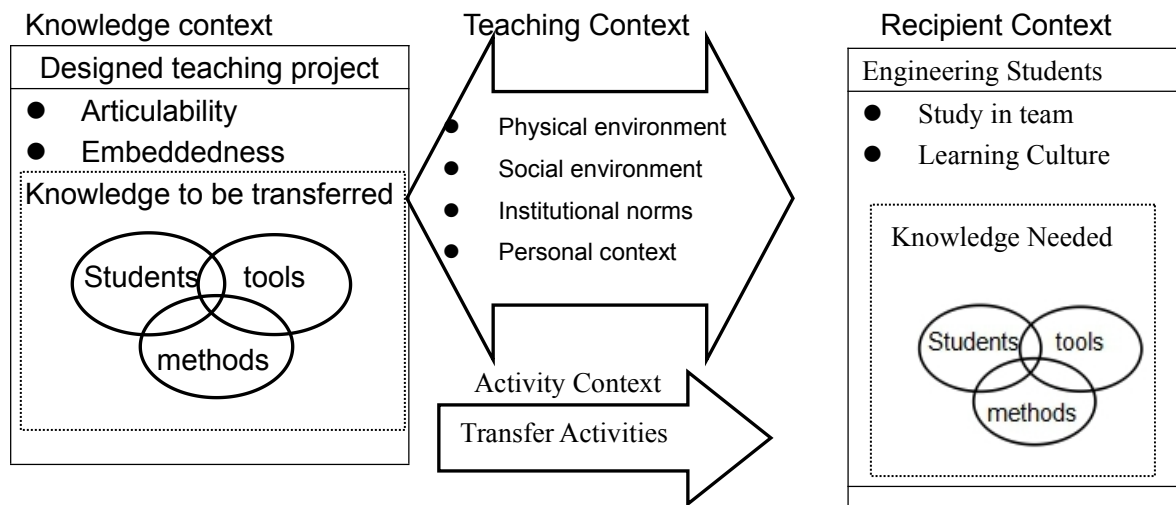 Knowledge context
Designed teaching project
● Articulability
● Embeddedness
Knowledge to be transferred
Students tools
methods
Teaching Context
● Physical environment
● Social environment
● Institutional norms
● Personal context
Activity Context
Transfer Activities
Recipient Context
Engineering Students
● Study in team
● Learning Culture
Knowledge Needed
Students tools
methods